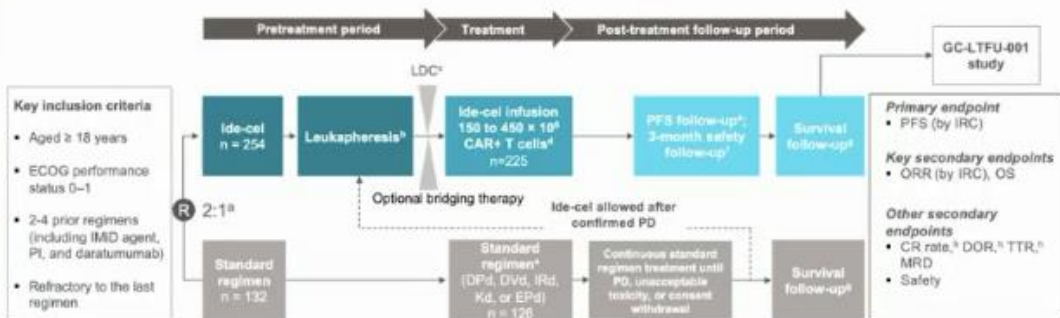 Pretreatment period
Treatment
Post-treatment follow-up period
GC-LTFU-001
study
LDCᶜ
Key inclusion criteria
• Aged ≥ 18 years
• ECOG performance
status 0–1
• 2-4 prior regimens
(including IMiD agent,
PI, and daratumumab)
• Refractory to the last
regimen
R 2:1ᵃ
Ide-cel
n = 254
Leukapheresisᵇ
Ide-cel infusion
150 to 450 × 10⁶
CAR+ T cellsᵈ
n=225
PFS follow-upᵉ;
3-month safety
follow-upᶠ
Survival
follow-upᵍ
Optional bridging therapy
Ide-cel allowed after
confirmed PD
Standard
regimen
n = 132
Standard
regimen
(DPd, DVd, IRd,
Kd, or EPd)
n = 126
Continuous standard
regimen treatment until
PD, unacceptable
toxicity, or consent
withdrawal
Survival
follow-upᵍ
Primary endpoint
• PFS (by IRC)
Key secondary endpoints
• ORR (by IRC), OS
Other secondary
endpoints
• CR rate,ʰ DOR,ʰ TTR,ʰ
MRD
• Safety